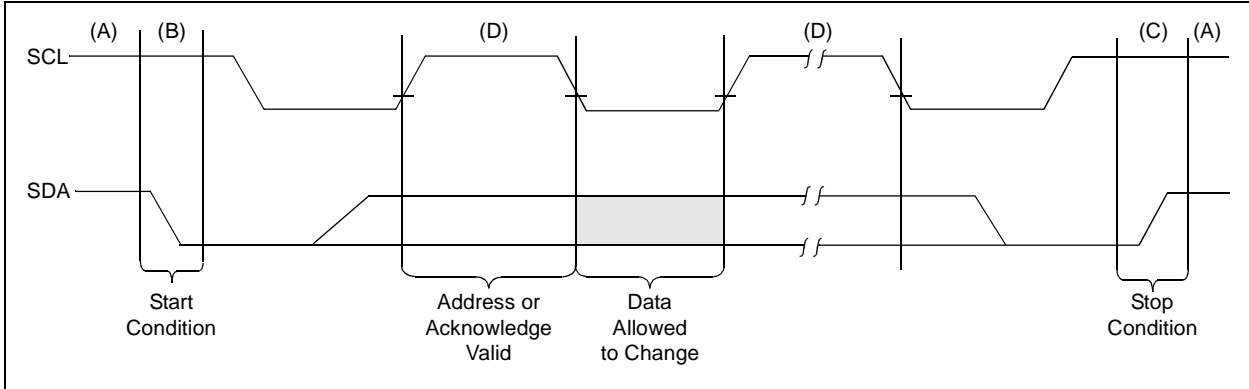 (A) (B) (D) (D) (C) (A)
SCL
SDA
Start
Condition
Address or
Acknowledge
Valid
Data
Allowed
to Change
Stop
Condition